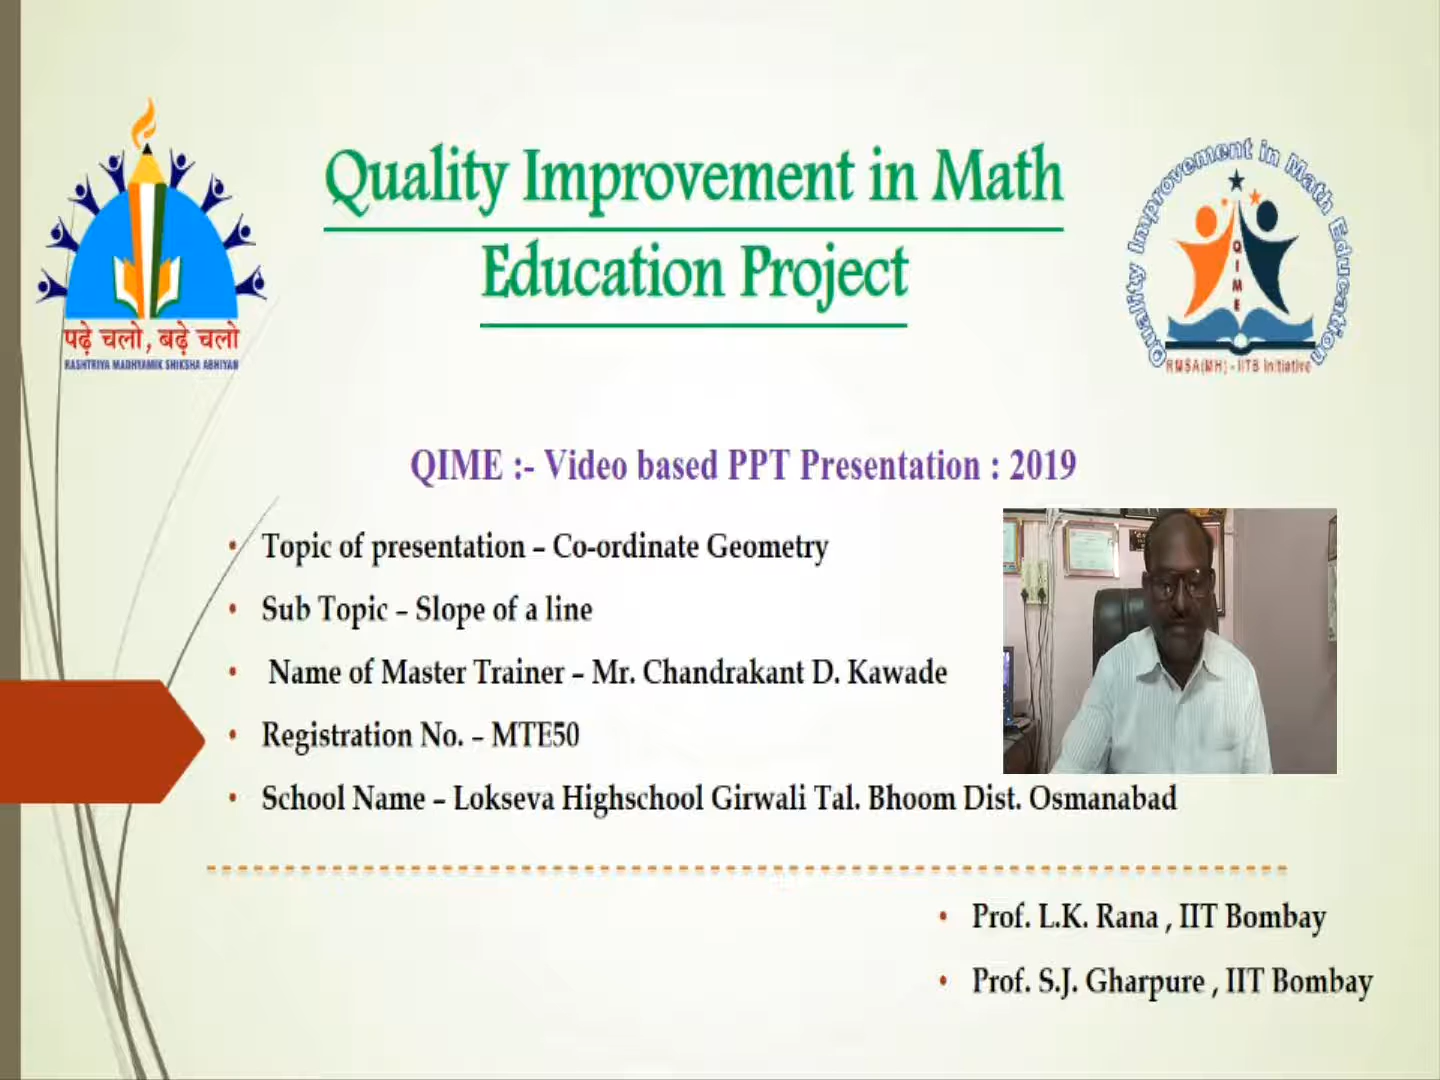 Quality Improvement in Math
Education Project
पढ़े चलो, बढ़े चलो
RASHTRIYA MADHYAMIK SHIKSHA ABHIYAN
Quality Improvement in Math Education
QIME
RMSA(MH) - IITB Initiative
QIME :- Video based PPT Presentation : 2019
• Topic of presentation – Co-ordinate Geometry
• Sub Topic – Slope of a line
• Name of Master Trainer – Mr. Chandrakant D. Kawade
• Registration No. – MTE50
• School Name – Lokseva Highschool Girwali Tal. Bhoom Dist. Osmanabad
• Prof. L.K. Rana , IIT Bombay
• Prof. S.J. Gharpure , IIT Bombay